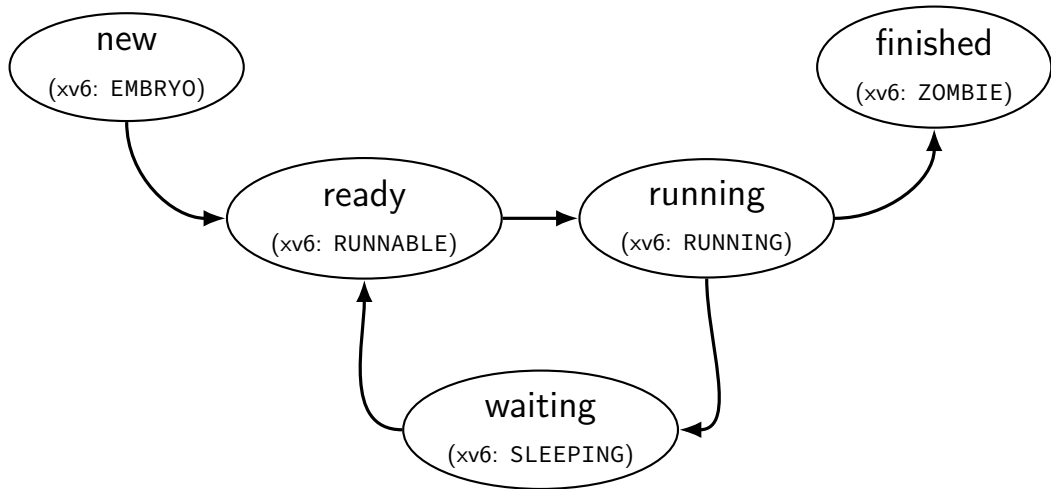 new
(xv6: EMBRYO)
finished
(xv6: ZOMBIE)
ready
(xv6: RUNNABLE)
running
(xv6: RUNNING)
waiting
(xv6: SLEEPING)